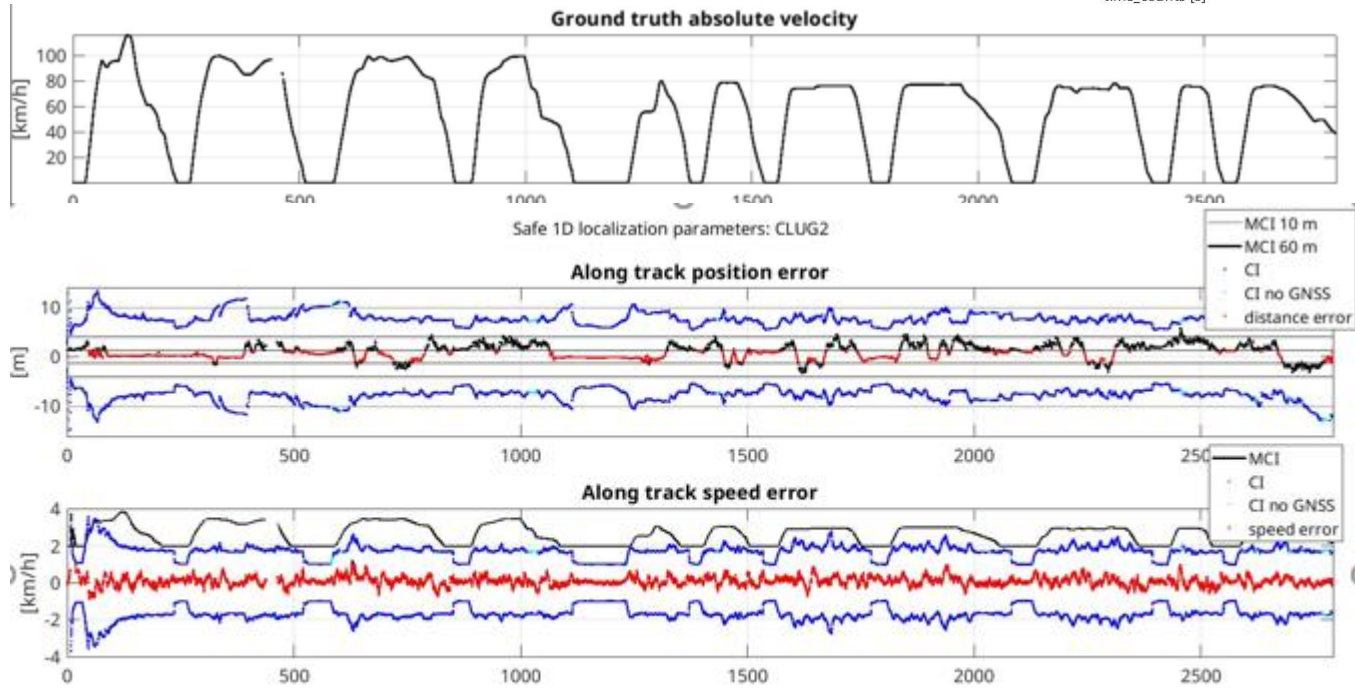 Ground truth absolute velocity
[km/h]
100
80
60
40
20
0 500 1000 1500 2000 2500
Safe 1D localization parameters: CLUG2
MCI 10 m
MCI 60 m
CI
CI no GNSS
distance error
Along track position error
[m]
10
0
-10
0 500 1000 1500 2000
MCI
CI
CI no GNSS
speed error
Along track speed error
[km/h]
4
2
0
-2
-4
0 500 1000 1500 2000 2500